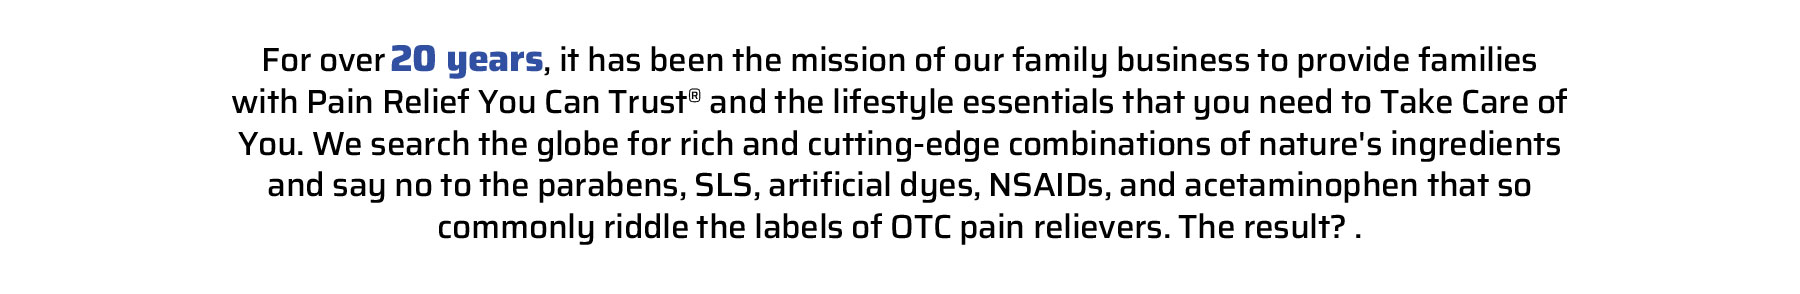 For over 20 years, it has been the mission of our family business to provide families
with Pain Relief You Can Trust® and the lifestyle essentials that you need to Take Care of
You. We search the globe for rich and cutting-edge combinations of nature's ingredients
and say no to the parabens, SLS, artificial dyes, NSAIDs, and acetaminophen that so
commonly riddle the labels of OTC pain relievers. The result? .